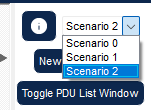 i
Scenario 2
Scenario 0
Scenario 1
Scenario 2
New
Toggle PDU List Window